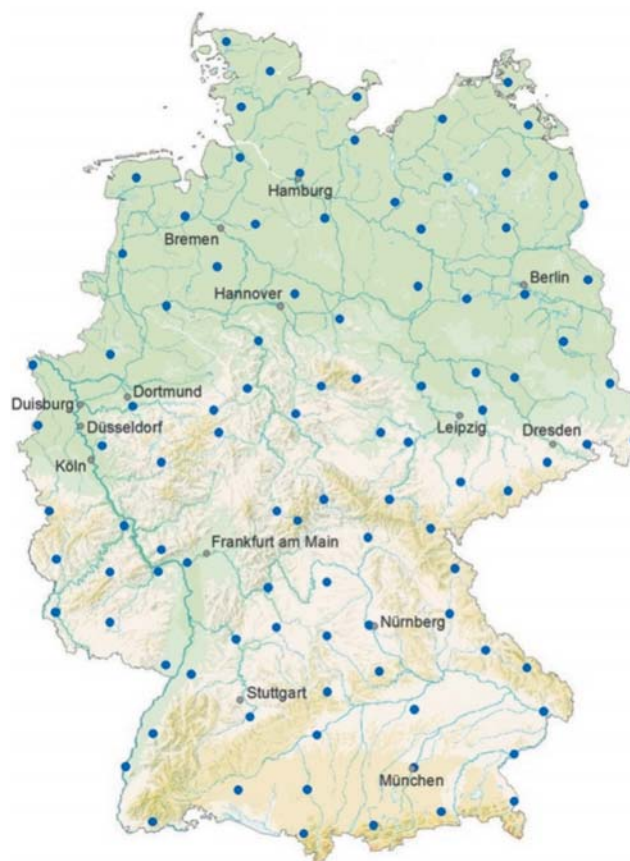 Hamburg
Bremen
Berlin
Hannover
Dortmund
Duisburg
Düsseldorf
Leipzig
Dresden
Köln
Frankfurt am Main
Nürnberg
Stuttgart
München